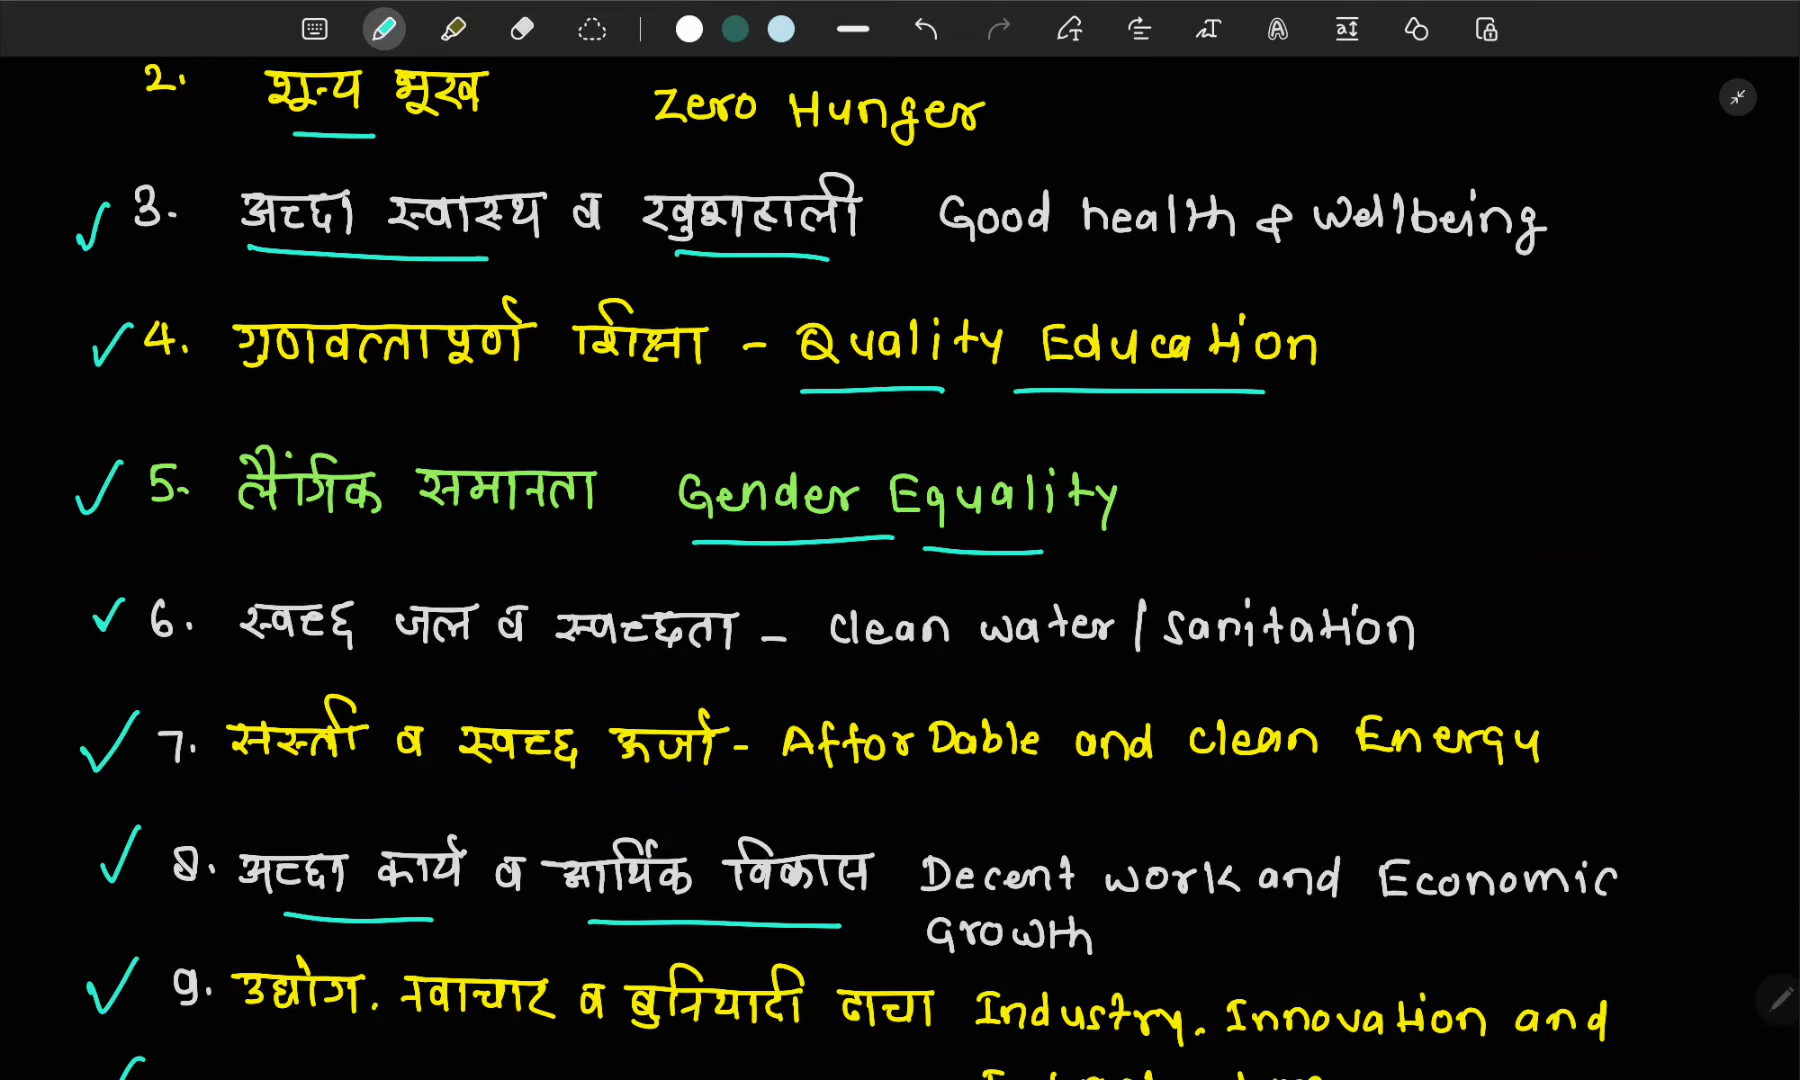 2. शून्य भूख Zero Hunger
3. अच्छा स्वास्थ व खुशहाली Good health & wellbeing
4. गुणवत्तापूर्ण शिक्षा - Quality Education
5. लैंगिक समानता Gender Equality
6. स्वच्छ जल व स्वच्छता - clean water / sanitation
7. सस्ती व स्वच्छ ऊर्जा - AfforDable and clean Energy
8. अच्छा कार्य व आर्थिक विकास Decent work and Economic
Growth
9. उद्योग. नवाचार व बुनियादी ढाचा Industry. Innovation and